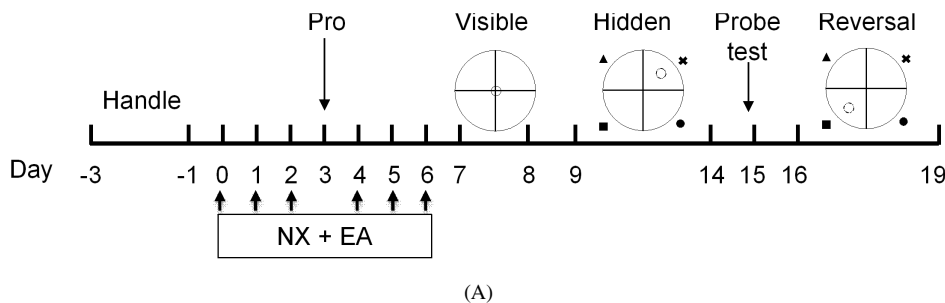 Pro Visible Hidden Probe test Reversal
Handle
Day -3 -1 0 1 2 3 4 5 6 7 8 9 14 15 16 19
NX + EA
(A)